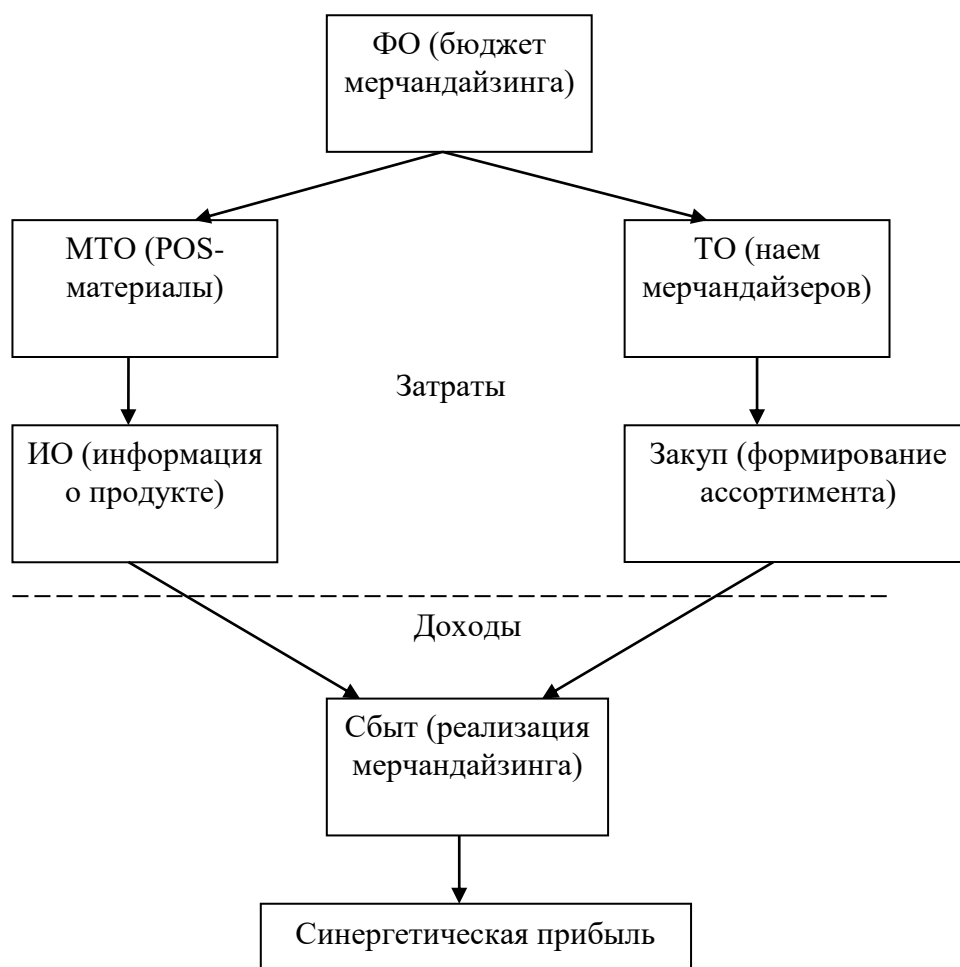 ФО (бюджет
мерчандайзинга)
МТО (POS-
материалы)
ТО (наем
мерчандайзеров)
Затраты
ИО (информация
о продукте)
Закуп (формирование
ассортимента)
Доходы
Сбыт (реализация
мерчандайзинга)
Синергетическая прибыль